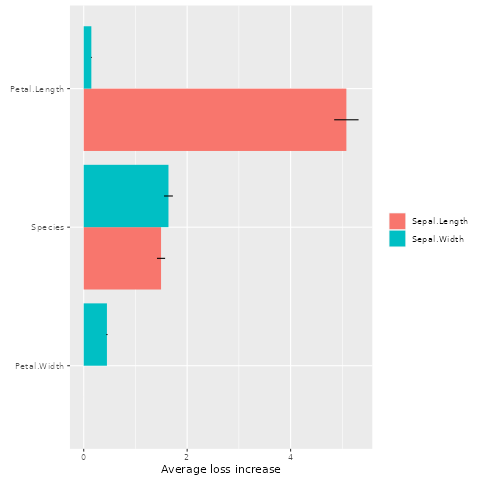 Petal.Length
Species
Petal.Width
0
2
4
Average loss increase
Sepal.Length
Sepal.Width